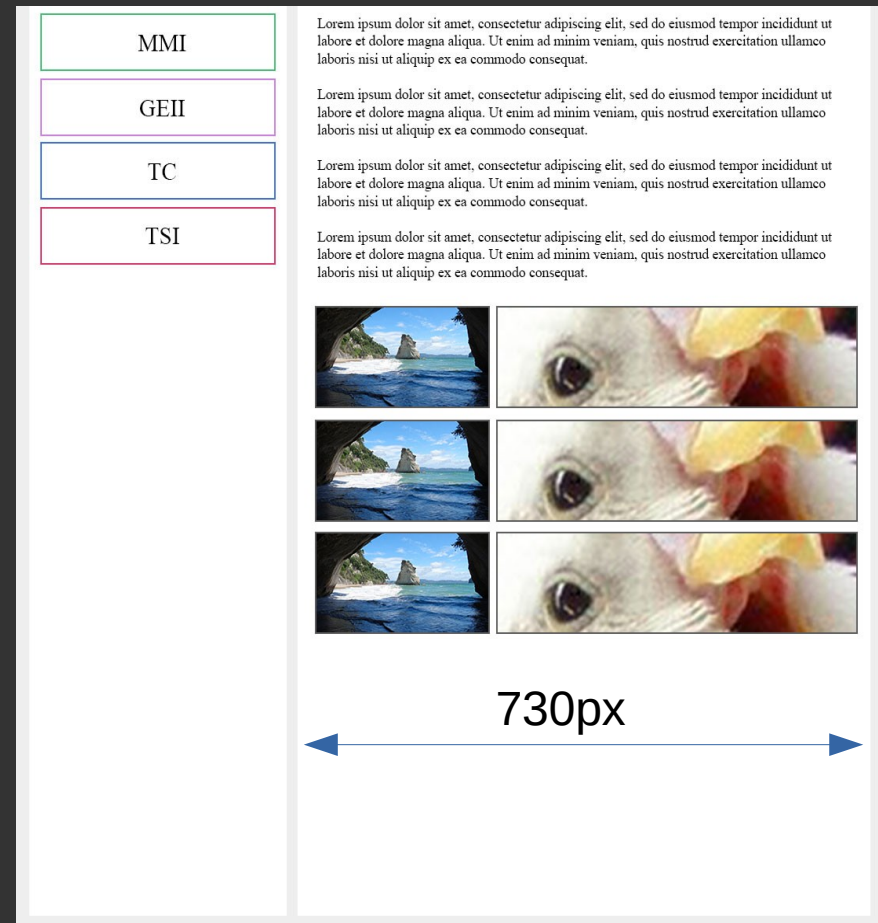 MMI
GEII
TC
TSI
Lorem ipsum dolor sit amet, consectetur adipiscing elit, sed do eiusmod tempor incididunt ut
labore et dolore magna aliqua. Ut enim ad minim veniam, quis nostrud exercitation ullamco
laboris nisi ut aliquip ex ea commodo consequat.
Lorem ipsum dolor sit amet, consectetur adipiscing elit, sed do eiusmod tempor incididunt ut
labore et dolore magna aliqua. Ut enim ad minim veniam, quis nostrud exercitation ullamco
laboris nisi ut aliquip ex ea commodo consequat.
Lorem ipsum dolor sit amet, consectetur adipiscing elit, sed do eiusmod tempor incididunt ut
labore et dolore magna aliqua. Ut enim ad minim veniam, quis nostrud exercitation ullamco
laboris nisi ut aliquip ex ea commodo consequat.
Lorem ipsum dolor sit amet, consectetur adipiscing elit, sed do eiusmod tempor incididunt ut
labore et dolore magna aliqua. Ut enim ad minim veniam, quis nostrud exercitation ullamco
laboris nisi ut aliquip ex ea commodo consequat.
730px